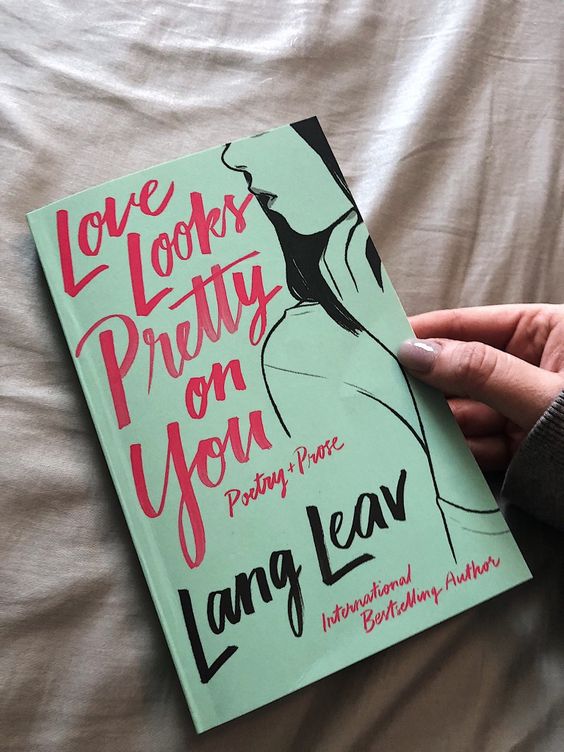 Love
Looks
Pretty
on
You
Poetry + Prose
Lang Leav
International
Bestselling Author